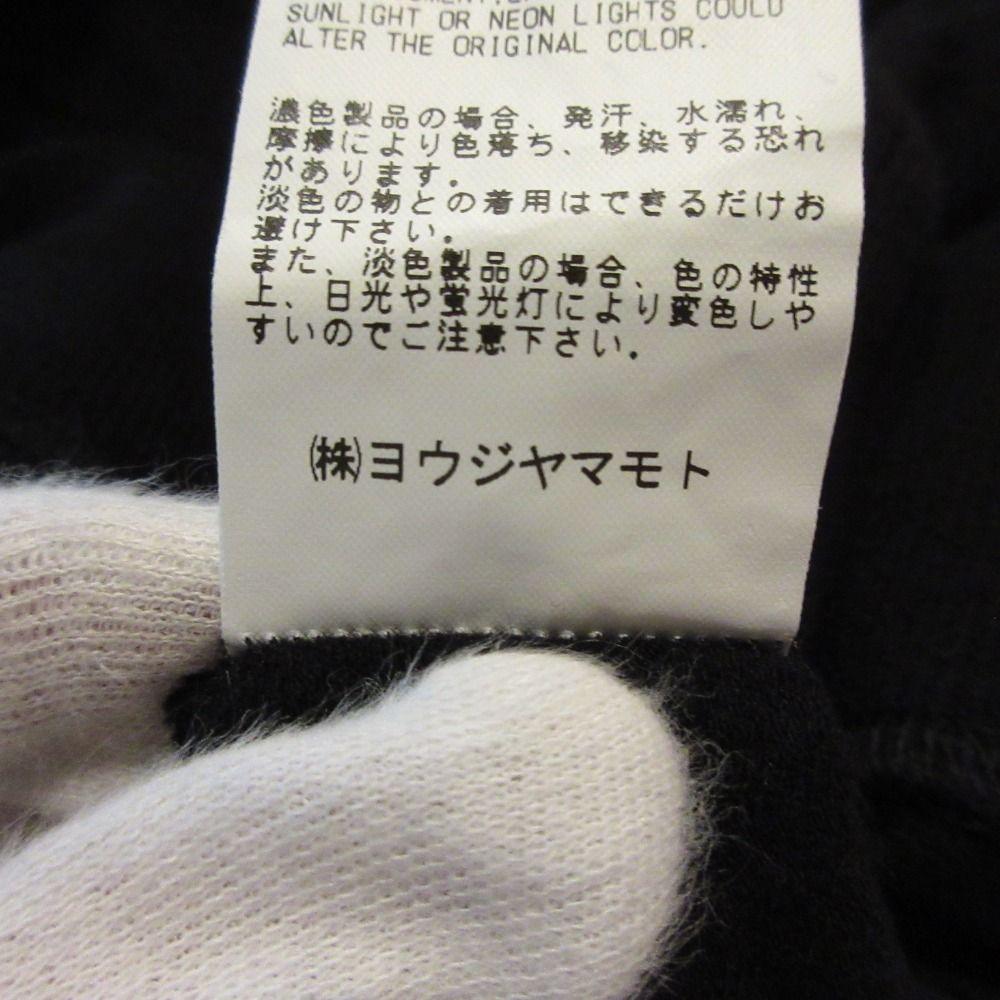 SUNLIGHT OR NEON LIGHTS COULD
ALTER THE ORIGINAL COLOR.
濃色製品の場合、発汗、水濡れ、
摩擦により色落ち、移染する恐れ
があります。
淡色の物との着用はできるだけお
避け下さい。
また、淡色製品の場合、色の特性
上、日光や蛍光灯により変色しや
すいのでご注意下さい。
㈱ヨウジヤマモト